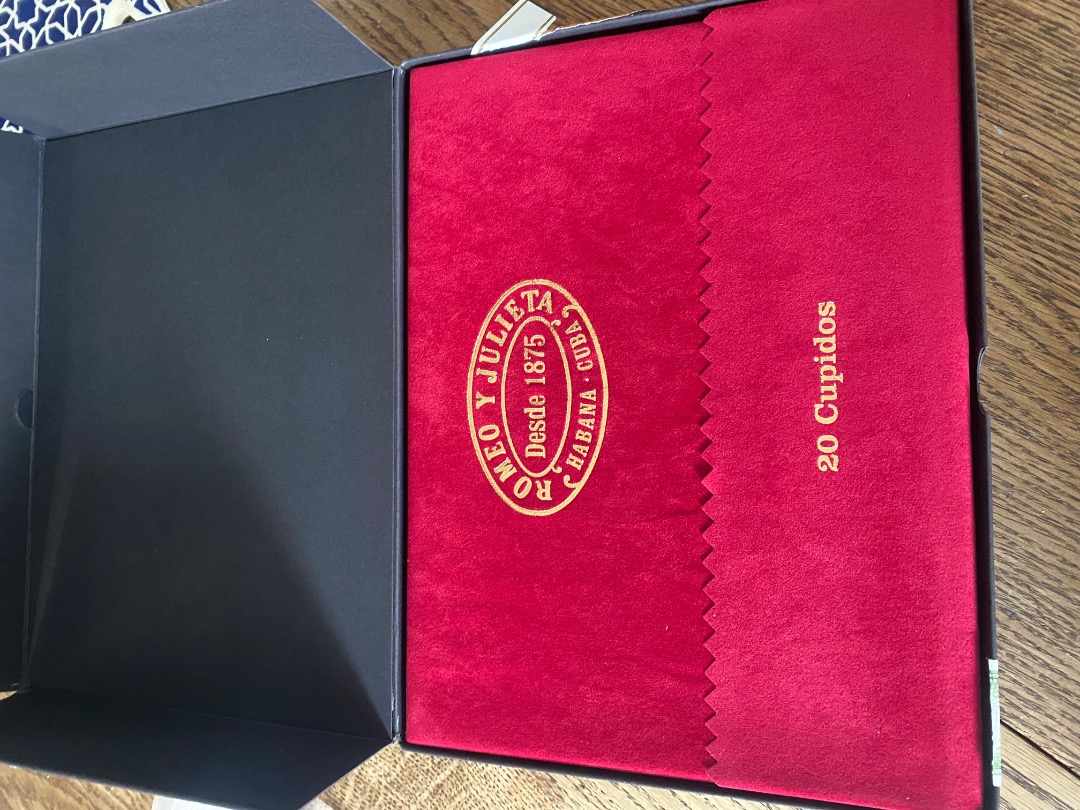 ROMEO Y JULIETA
Desde 1875
HABANA · CUBA
20 Cupidos